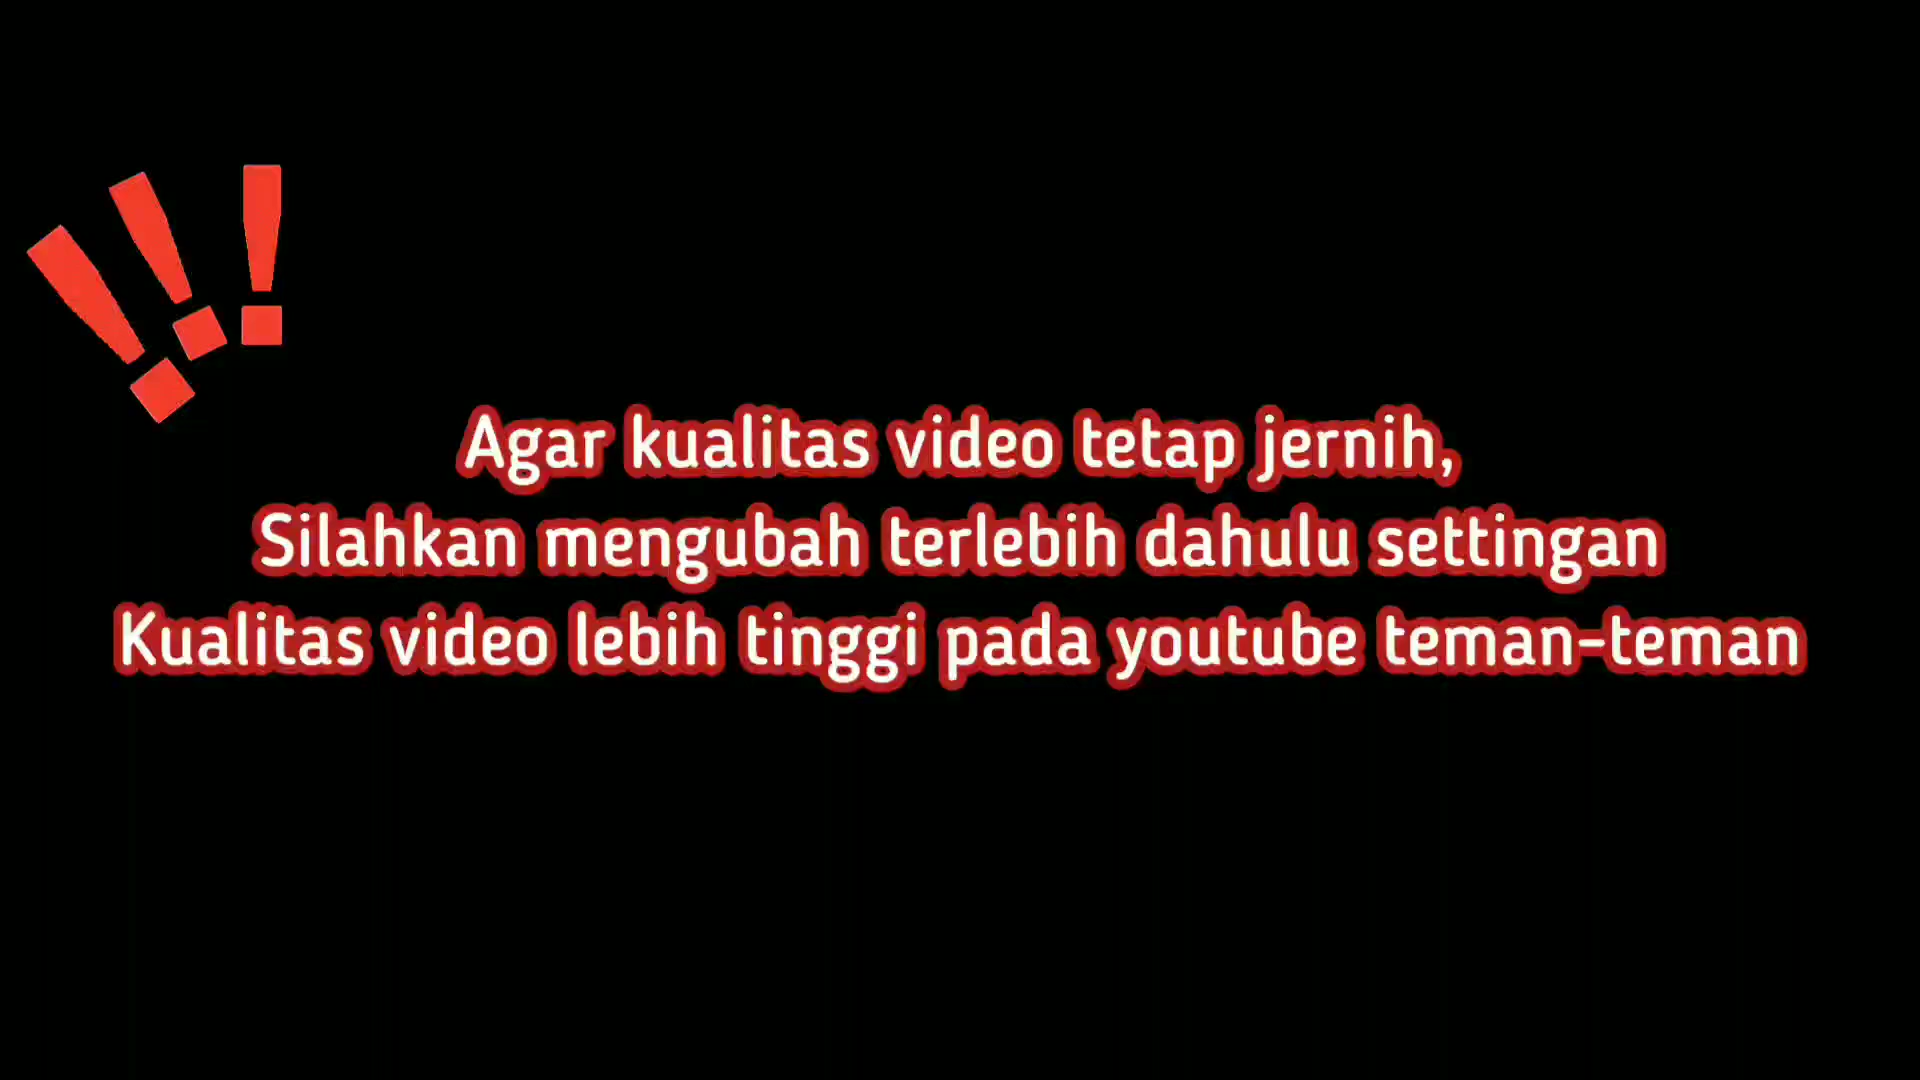 Agar kualitas video tetap jernih,
Silahkan mengubah terlebih dahulu settingan
Kualitas video lebih tinggi pada youtube teman-teman